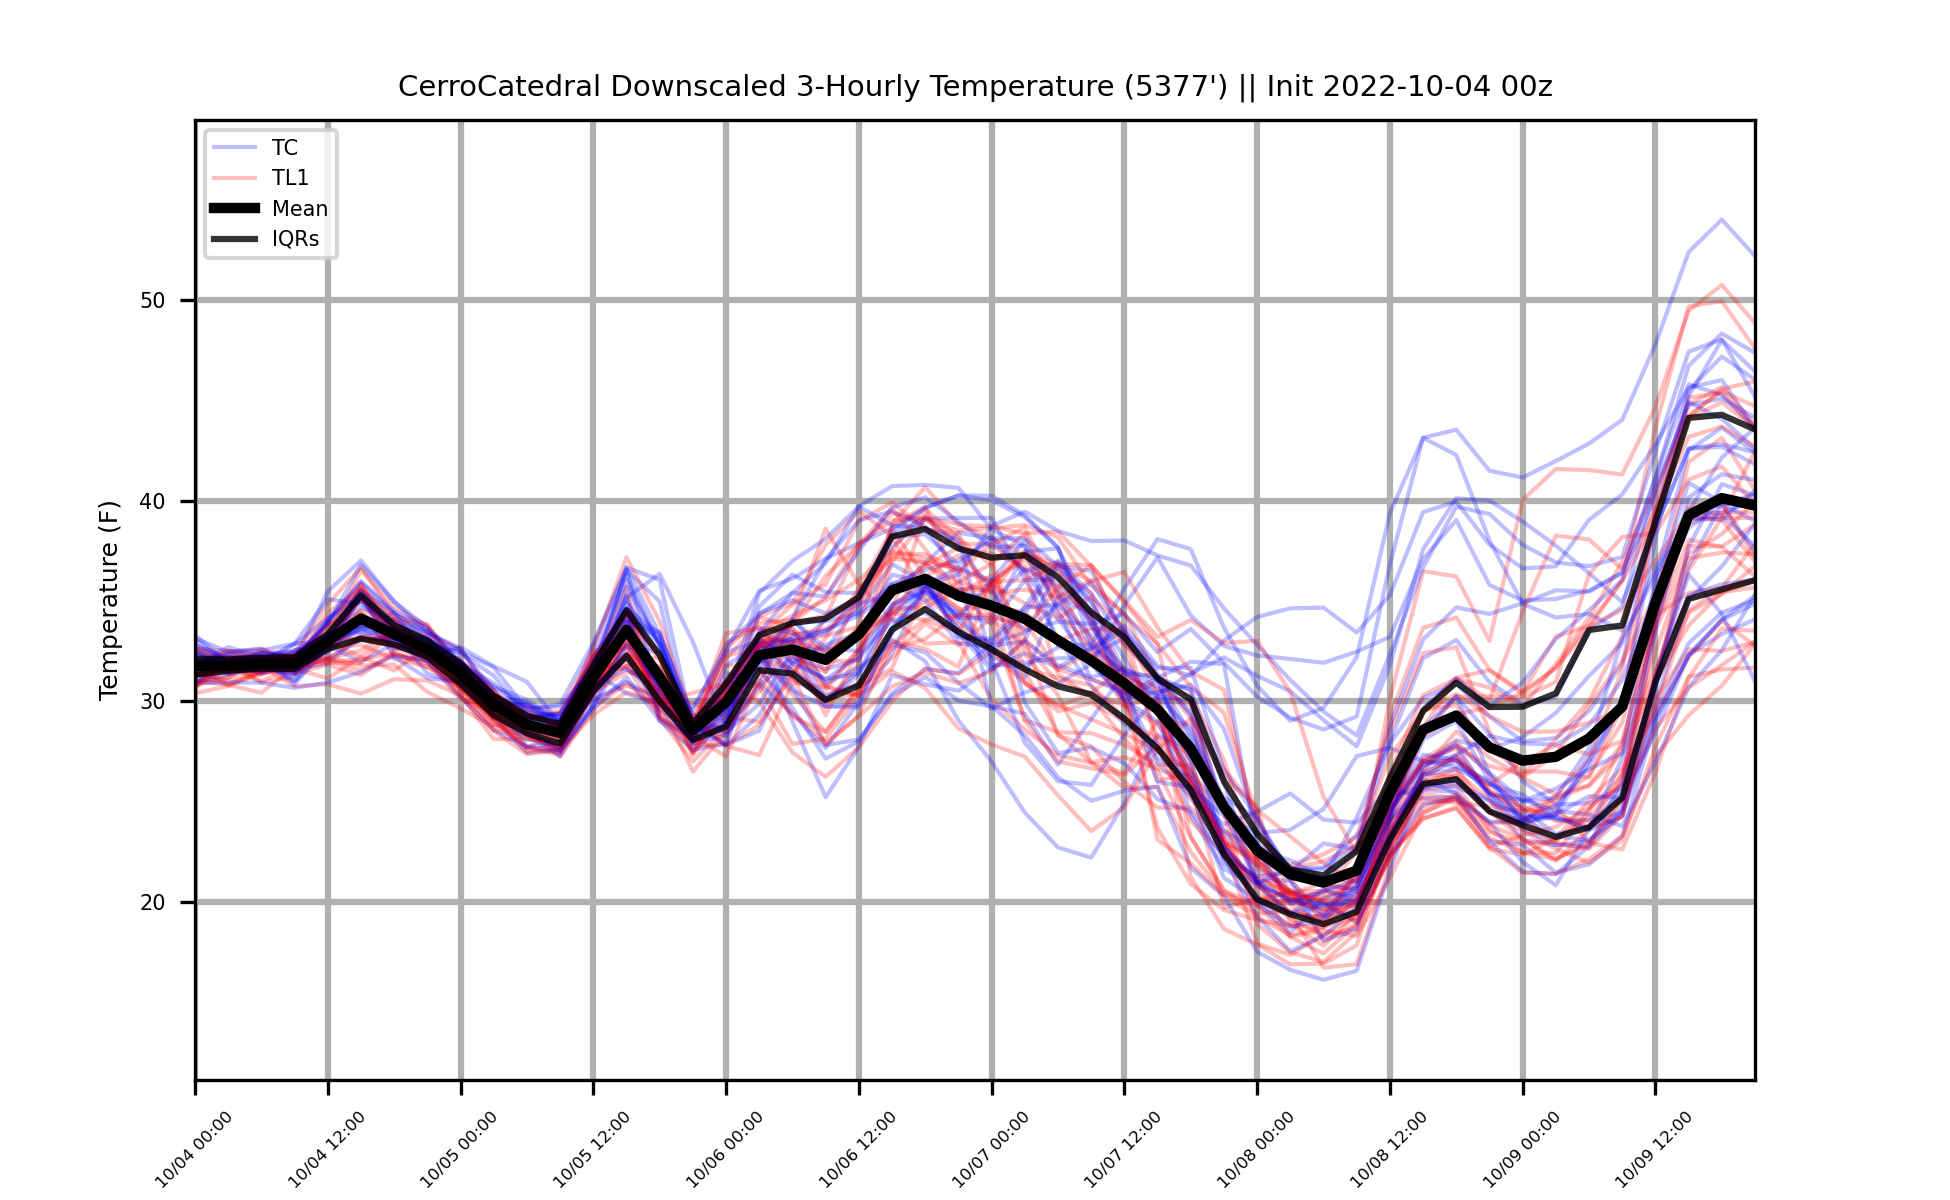 CerroCatedral Downscaled 3-Hourly Temperature (5377') || Init 2022-10-04 00z
TC
TL1
Mean
IQRs
Temperature (F)
50
40
30
20
10/04 00:00
10/04 12:00
10/05 00:00
10/05 12:00
10/06 00:00
10/06 12:00
10/07 00:00
10/07 12:00
10/08 00:00
10/08 12:00
10/09 00:00
10/09 12:00